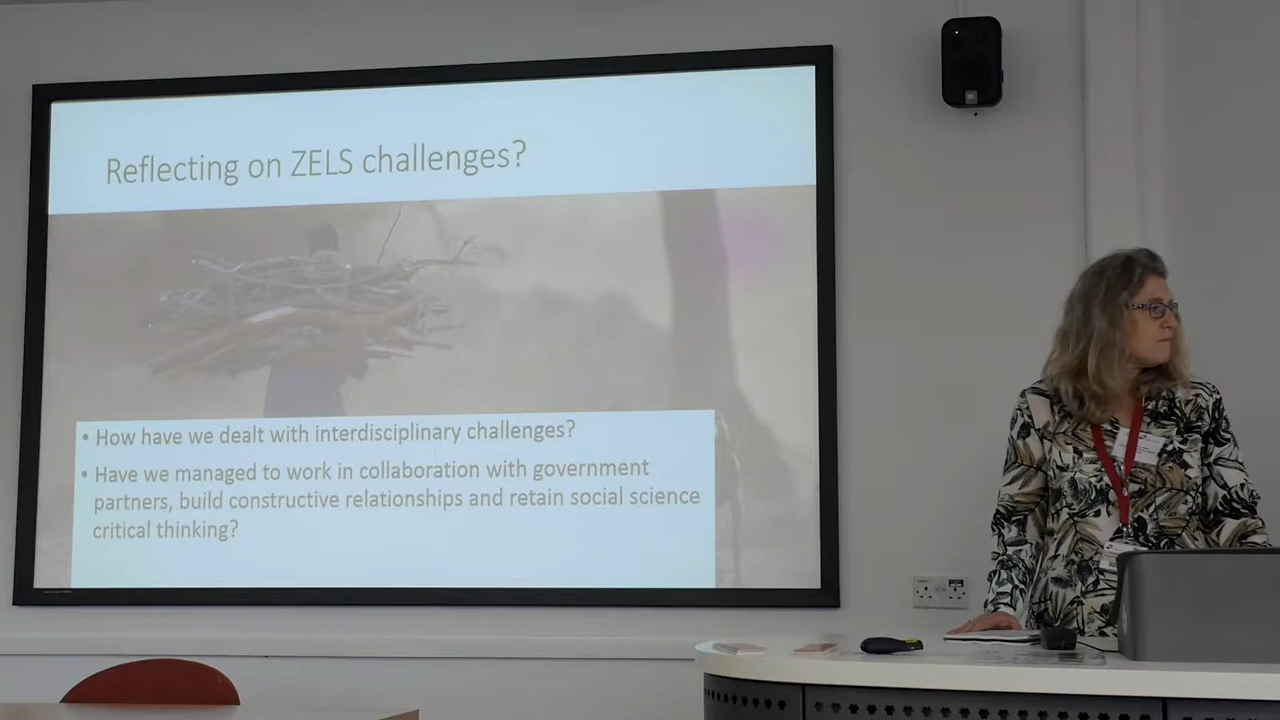 Reflecting on ZELS challenges?
• How have we dealt with interdisciplinary challenges?
• Have we managed to work in collaboration with government
partners, build constructive relationships and retain social science
critical thinking?